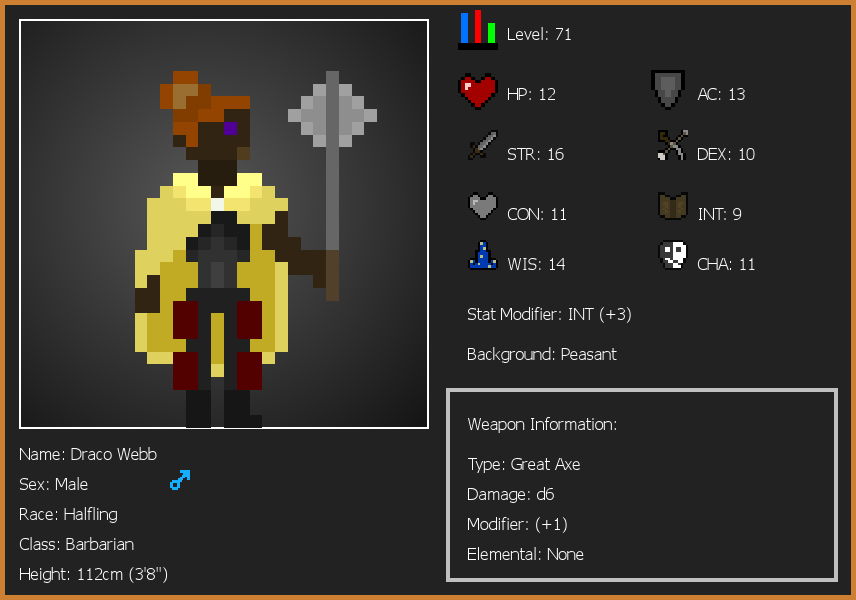 Level: 71
HP: 12
AC: 13
STR: 16
DEX: 10
CON: 11
INT: 9
WIS: 14
CHA: 11
Stat Modifier: INT (+3)
Background: Peasant
Weapon Information:
Type: Great Axe
Damage: d6
Modifier: (+1)
Elemental: None
Name: Draco Webb
Sex: Male
Race: Halfling
Class: Barbarian
Height: 112cm (3'8")